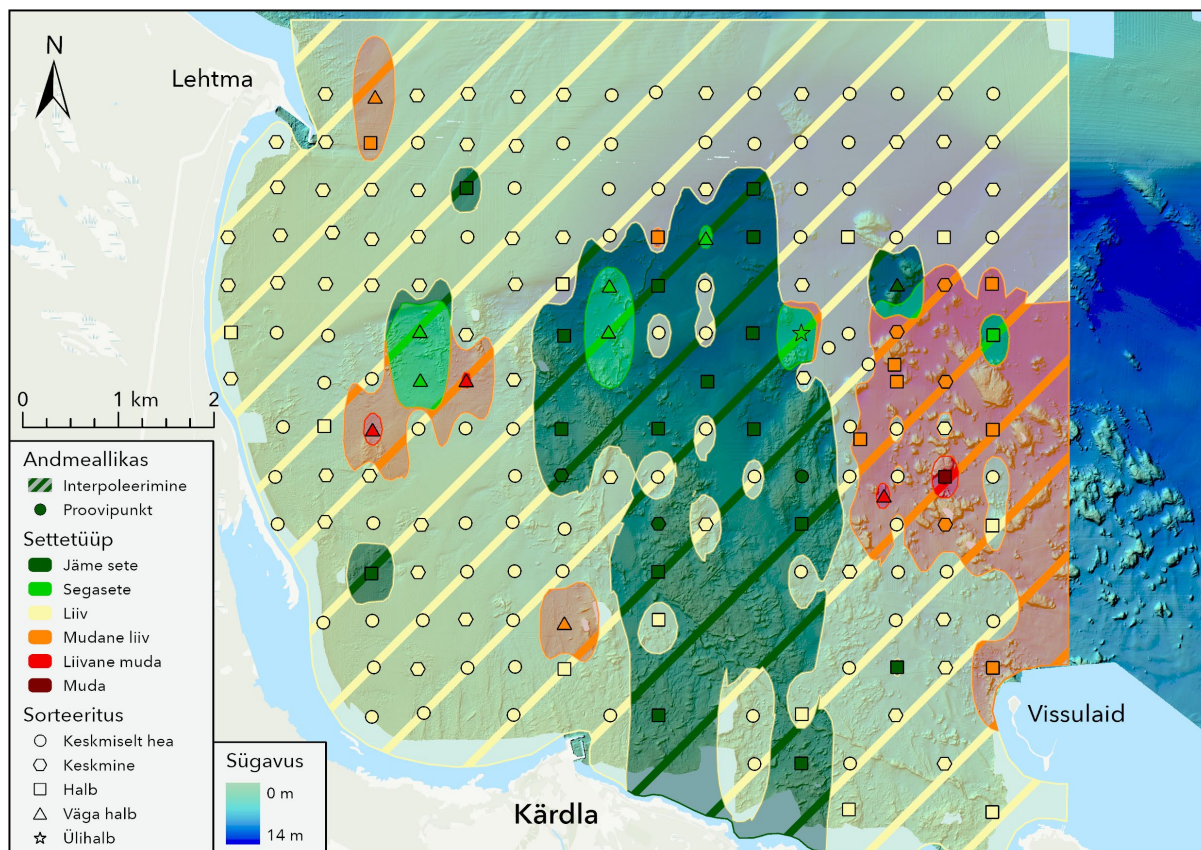 N
Lehtma
0 1 km 2
Andmeallikas
Interpoleerimine
Proovipunkt
Settetüüp
Jäme sete
Segasete
Liiv
Mudane liiv
Liivane muda
Muda
Sorteeritus
Keskmiselt hea
Keskmine
Halb
Väga halb
Ülihalb
Sügavus
0 m
14 m
Kärdla
Vissulaid